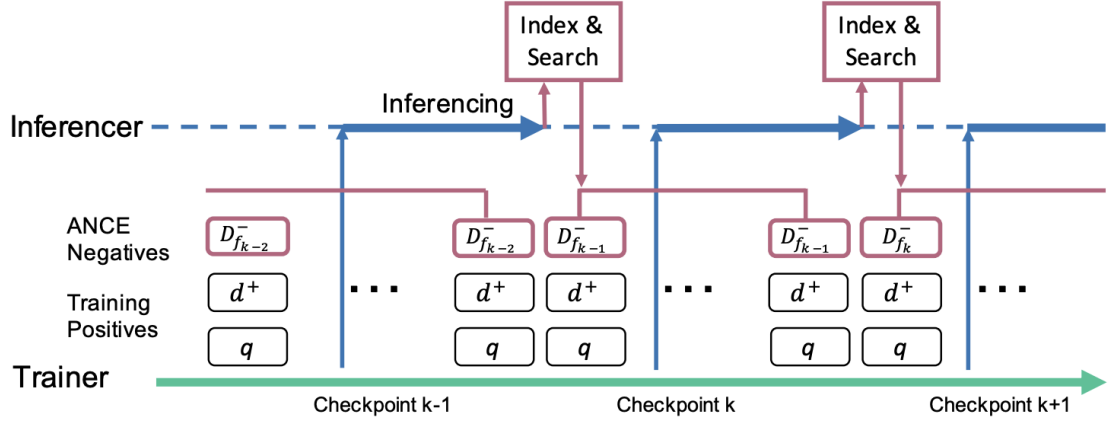 Index &
Search
Index &
Search
Inferencing
Inferencer
ANCE
Negatives
D⁻_{f_{k-2}}
D⁻_{f_{k-2}}
D⁻_{f_{k-1}}
D⁻_{f_{k-1}}
D⁻_{f_k}
Training
Positives
d⁺
...
d⁺
d⁺
...
d⁺
d⁺
...
q
q
q
q
q
Trainer
Checkpoint k-1
Checkpoint k
Checkpoint k+1